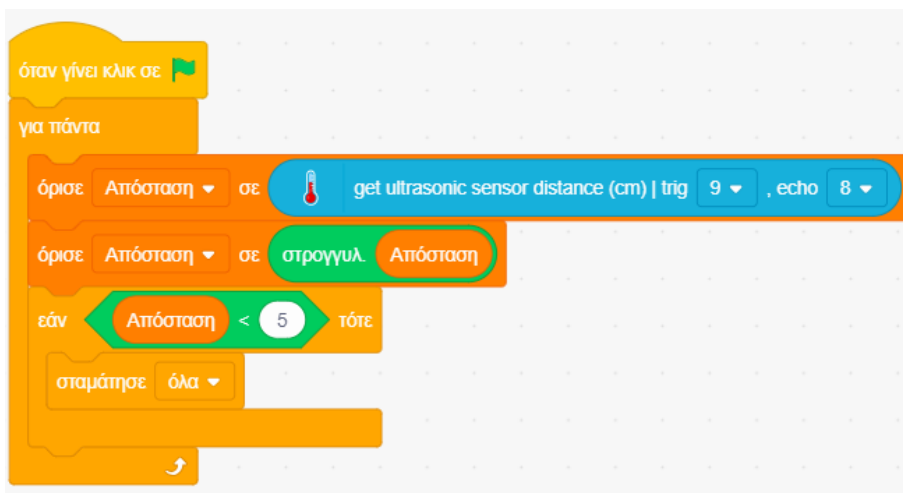 όταν γίνει κλικ σε
για πάντα
όρισε Απόσταση σε get ultrasonic sensor distance (cm) | trig 9 , echo 8
όρισε Απόσταση σε στρογγυλ. Απόσταση
εάν Απόσταση < 5 τότε
σταμάτησε όλα